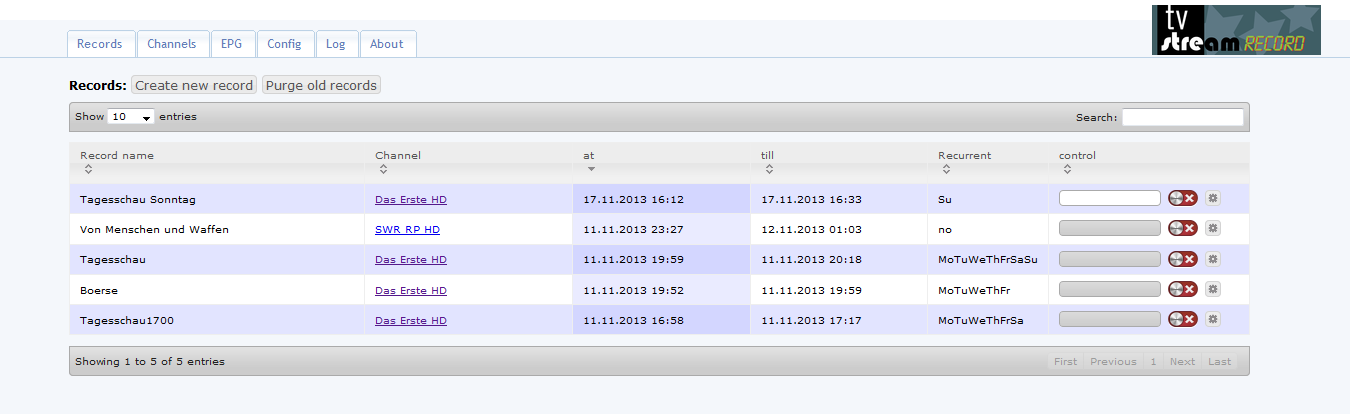 tv
stream RECORD
Records Channels EPG Config Log About
Records: Create new record Purge old records
Show 10 entries Search:
Record name Channel at till Recurrent control
Tagesschau Sonntag Das Erste HD 17.11.2013 16:12 17.11.2013 16:33 Su
Von Menschen und Waffen SWR RP HD 11.11.2013 23:27 12.11.2013 01:03 no
Tagesschau Das Erste HD 11.11.2013 19:59 11.11.2013 20:18 MoTuWeThFrSaSu
Boerse Das Erste HD 11.11.2013 19:52 11.11.2013 19:59 MoTuWeThFr
Tagesschau1700 Das Erste HD 11.11.2013 16:58 11.11.2013 17:17 MoTuWeThFrSa
Showing 1 to 5 of 5 entries First Previous 1 Next Last